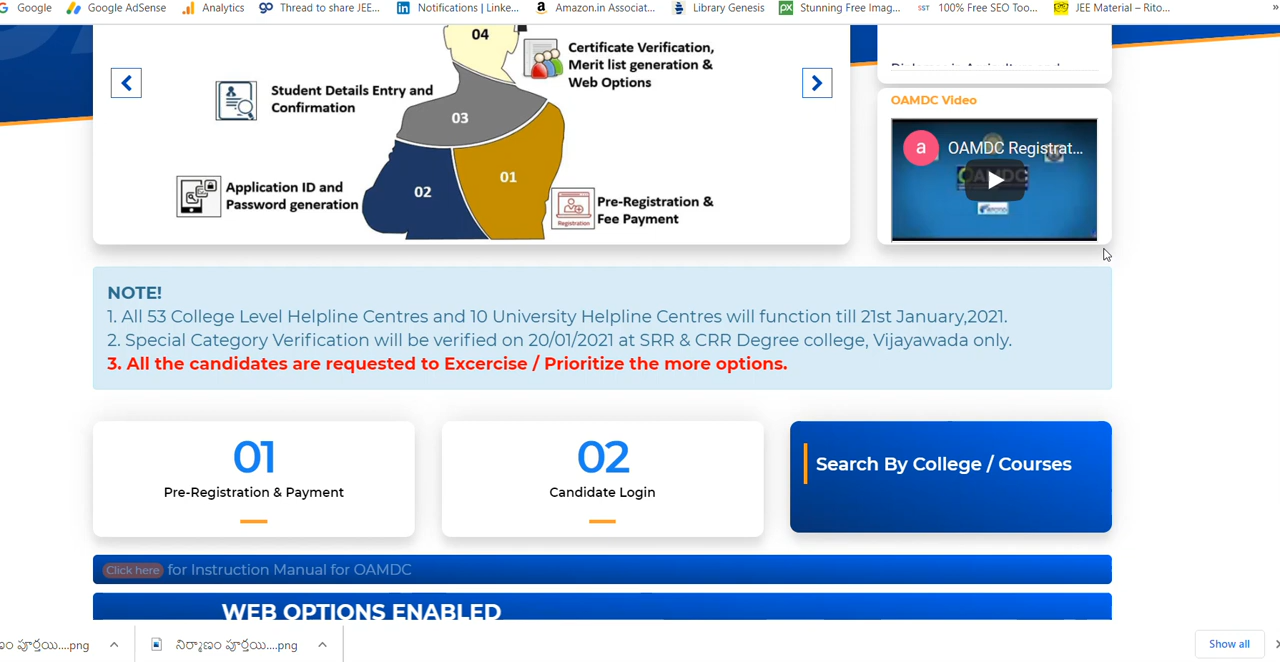 Google
Google AdSense
Analytics
Thread to share JEE...
Notifications | Linke...
Amazon.in Associat...
Library Genesis
Stunning Free Imag...
100% Free SEO Too...
JEE Material – Rito...
»
04
Certificate Verification,
Merit list generation &
Web Options
Student Details Entry and
Confirmation
03
02
01
Application ID and
Password generation
Pre-Registration &
Fee Payment
Registration
OAMDC Video
a
OAMDC Registrat...
OAMDC
NOTE!
1. All 53 College Level Helpline Centres and 10 University Helpline Centres will function till 21st January,2021.
2. Special Category Verification will be verified on 20/01/2021 at SRR & CRR Degree college, Vijayawada only.
3. All the candidates are requested to Excercise / Prioritize the more options.
01
Pre-Registration & Payment
02
Candidate Login
Search By College / Courses
Click here for Instruction Manual for OAMDC
WEB OPTIONS ENABLED
ణం పూర్తయి....png
నిర్మాణం పూర్తయి....png
Show all